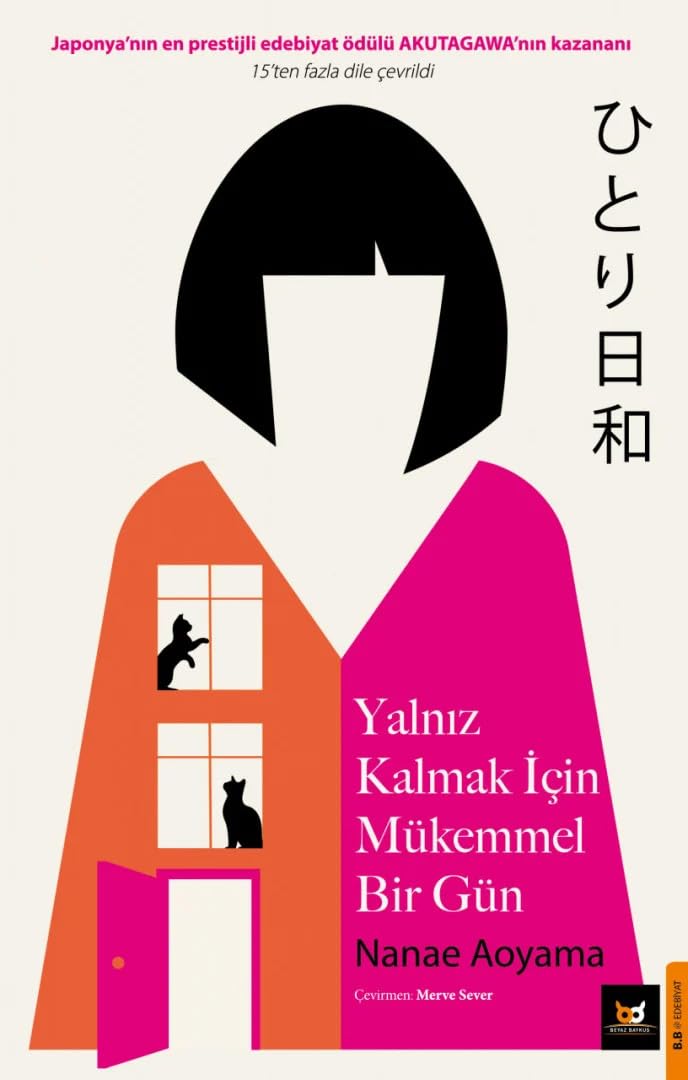 Japonya'nın en prestijli edebiyat ödülü AKUTAGAWA'nın kazananı
15'ten fazla dile çevrildi
ひとり日和
Yalnız
Kalmak İçin
Mükemmel
Bir Gün
Nanae Aoyama
Çevirmen: Merve Sever
BEYAZ BAYKUŞ
B.B @ EDEBİYAT